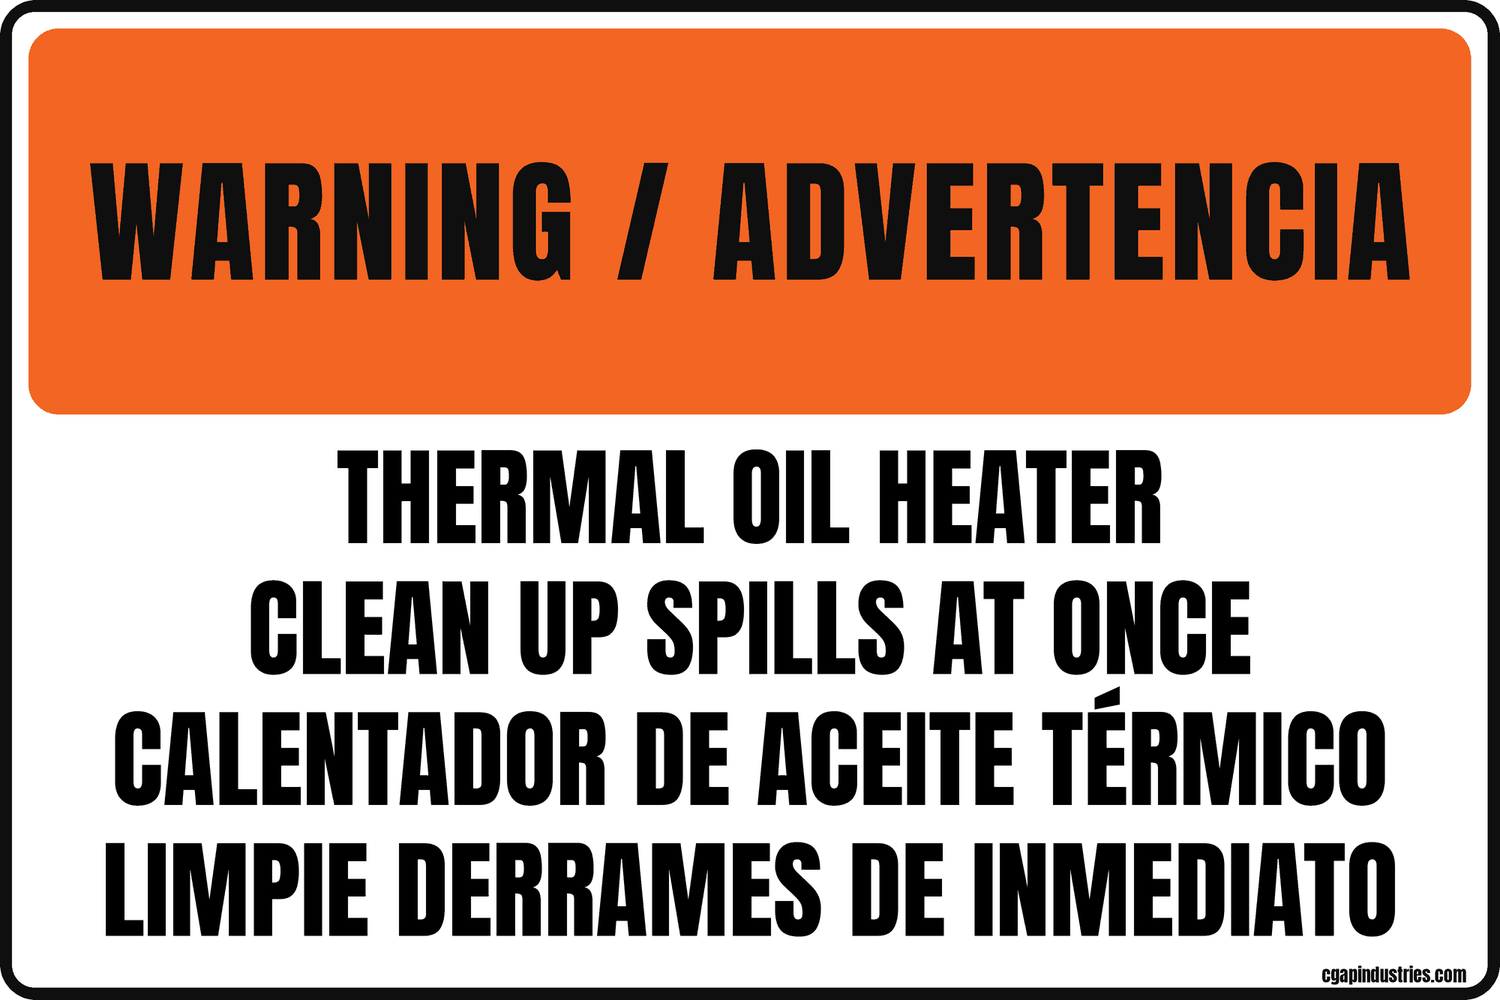 WARNING / ADVERTENCIA
THERMAL OIL HEATER
CLEAN UP SPILLS AT ONCE
CALENTADOR DE ACEITE TÉRMICO
LIMPIE DERRAMES DE INMEDIATO
cgapindustries.com